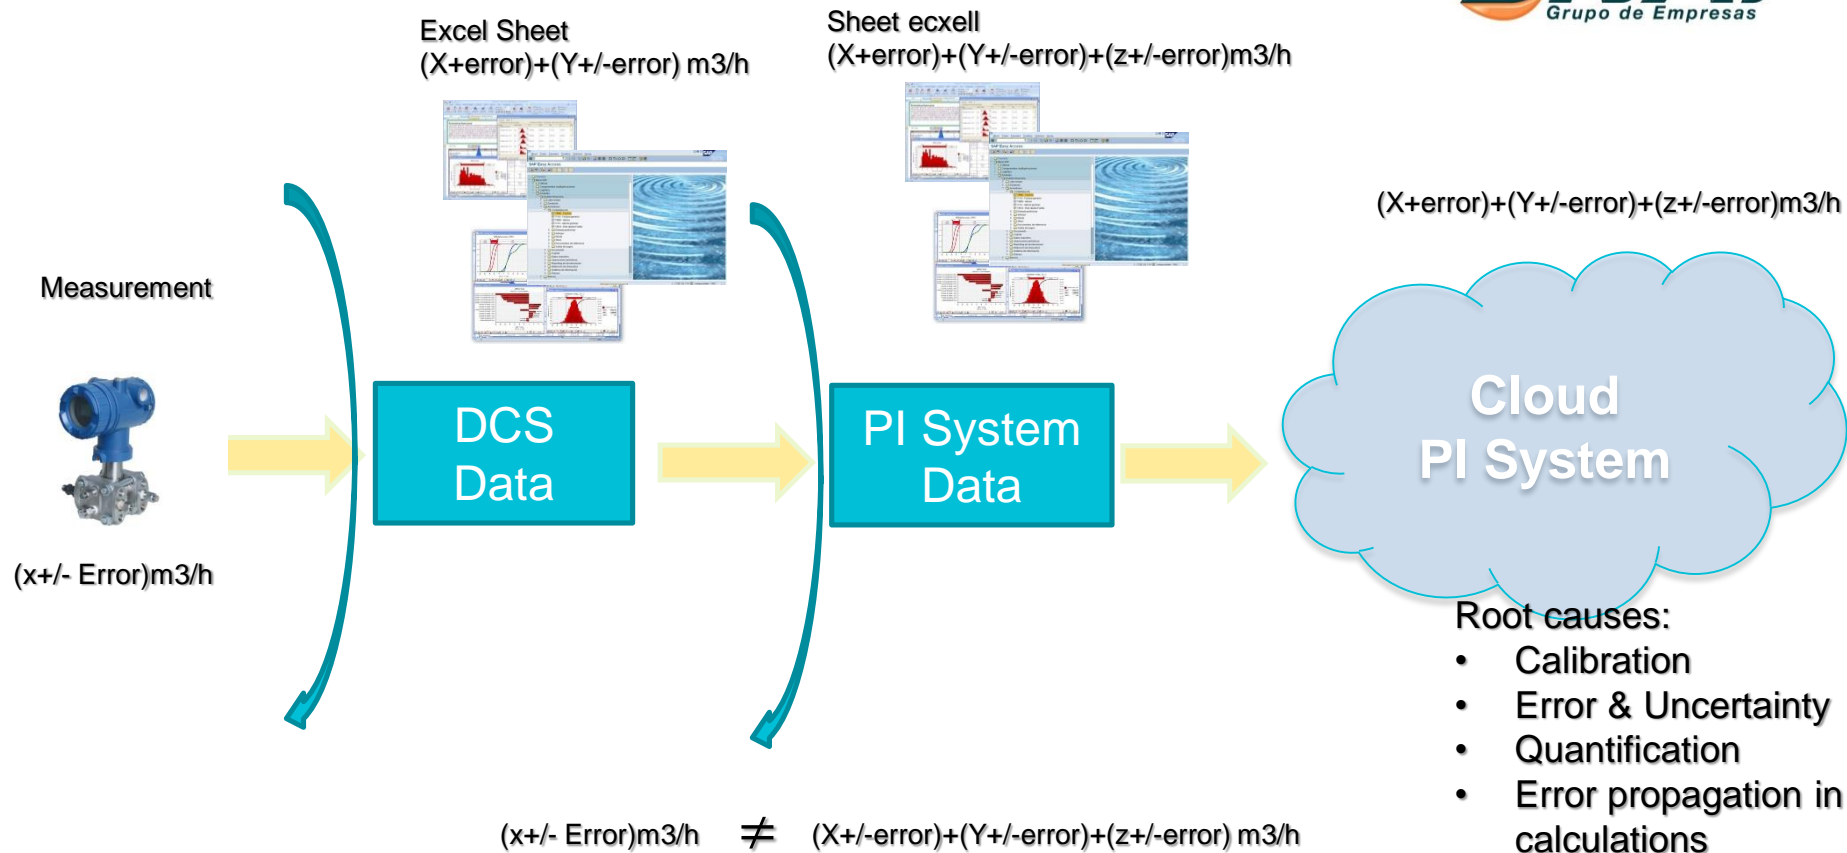 Grupo de Empresas
Excel Sheet
(X+error)+(Y+/-error) m3/h
Sheet ecxell
(X+error)+(Y+/-error)+(z+/-error)m3/h
(X+error)+(Y+/-error)+(z+/-error)m3/h
Measurement
(x+/- Error)m3/h
DCS
Data
PI System
Data
Cloud
PI System
Root causes:
• Calibration
• Error & Uncertainty
• Quantification
• Error propagation in
calculations
(x+/- Error)m3/h ≠ (X+/-error)+(Y+/-error)+(z+/-error) m3/h